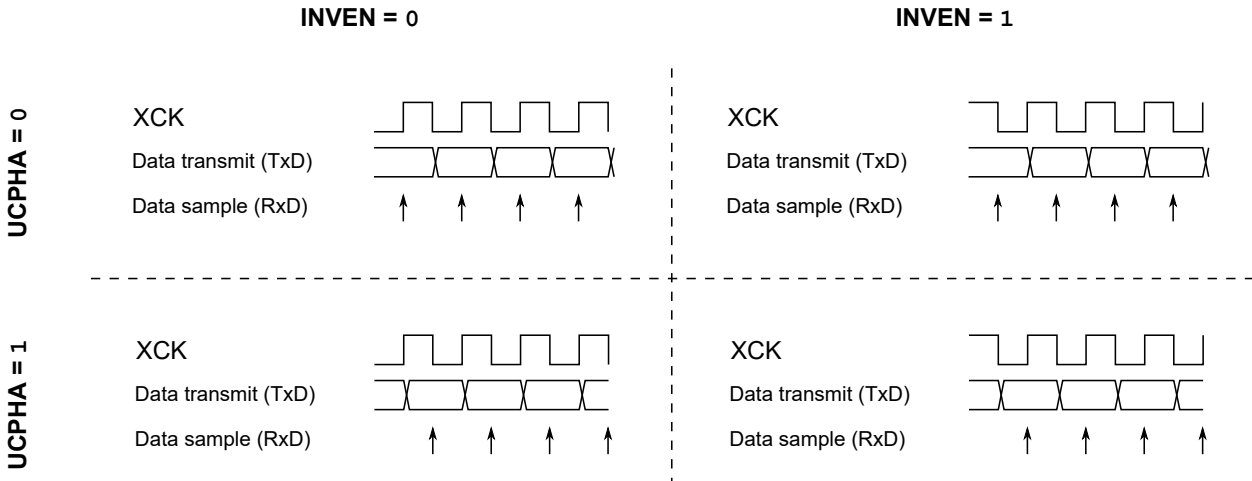 INVEN = 0
INVEN = 1
UCPHA = 0
XCK
Data transmit (TxD)
Data sample (RxD)
XCK
Data transmit (TxD)
Data sample (RxD)
UCPHA = 1
XCK
Data transmit (TxD)
Data sample (RxD)
XCK
Data transmit (TxD)
Data sample (RxD)